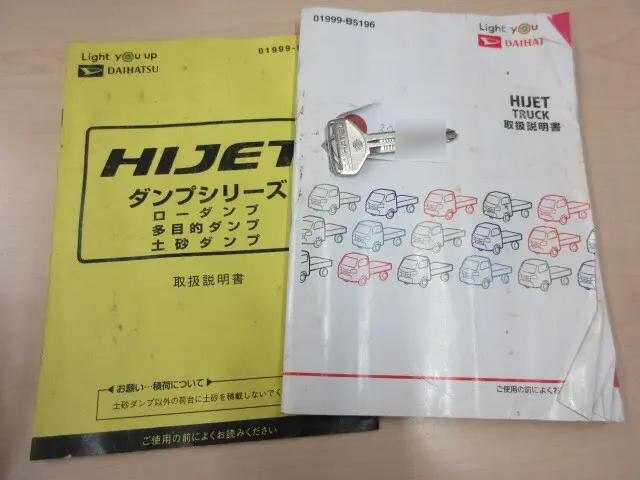 Light you up
DAIHATSU
01999-
HIJET
ダンプシリーズ
ローダンプ
多目的ダンプ
土砂ダンプ
取扱説明書
お願い…積荷について
土砂ダンプ以外の荷台に土砂を積載しないでく
ご使用の前によくお読みください
01999-B5196
Light you
DAIHAT
HIJET
TRUCK
取扱説明書
ご使用の前によくお